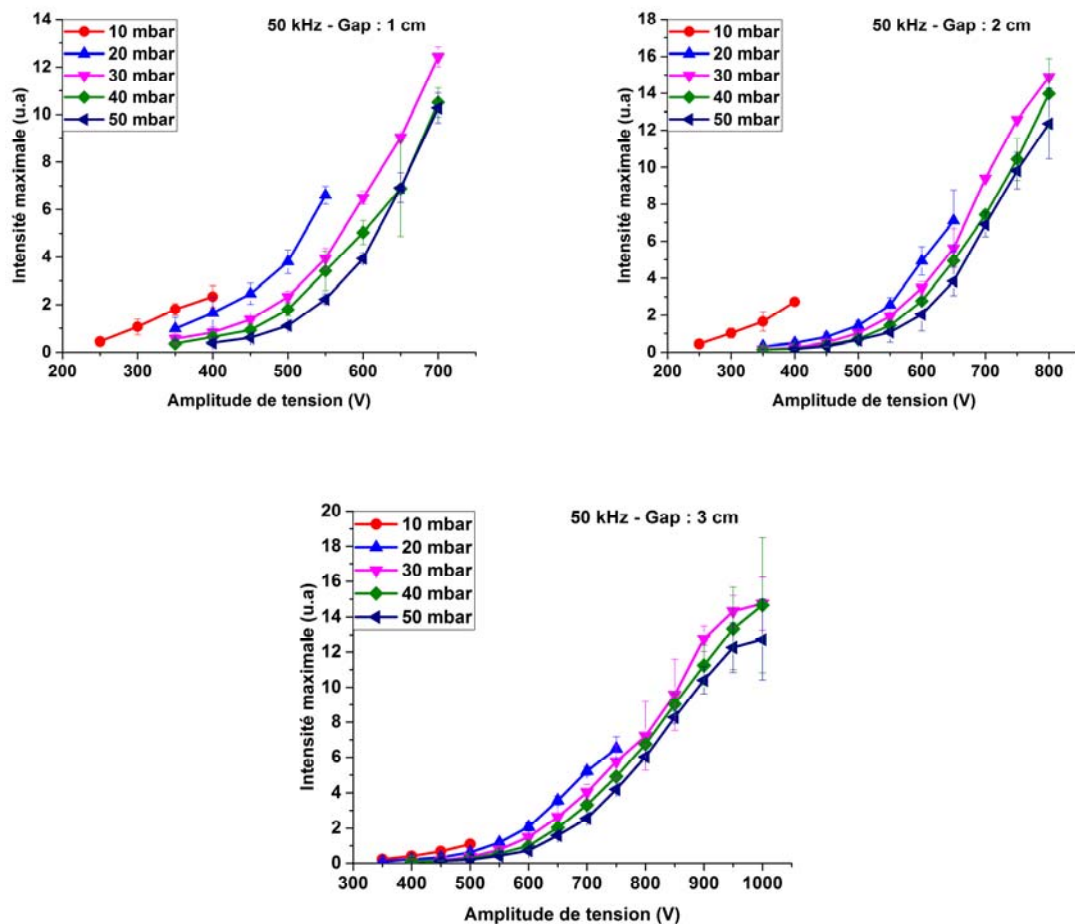 50 kHz - Gap : 1 cm
10 mbar
20 mbar
30 mbar
40 mbar
50 mbar
14
12
10
8
6
4
2
0
200 300 400 500 600 700
Intensité maximale (u.a)
Amplitude de tension (V)
50 kHz - Gap : 2 cm
10 mbar
20 mbar
30 mbar
40 mbar
50 mbar
18
16
14
12
10
8
6
4
2
0
200 300 400 500 600 700 800
Intensité maximale (u.a)
Amplitude de tension (V)
50 kHz - Gap : 3 cm
10 mbar
20 mbar
30 mbar
40 mbar
50 mbar
20
18
16
14
12
10
8
6
4
2
0
300 400 500 600 700 800 900 1000
Intensité maximale (u.a)
Amplitude de tension (V)